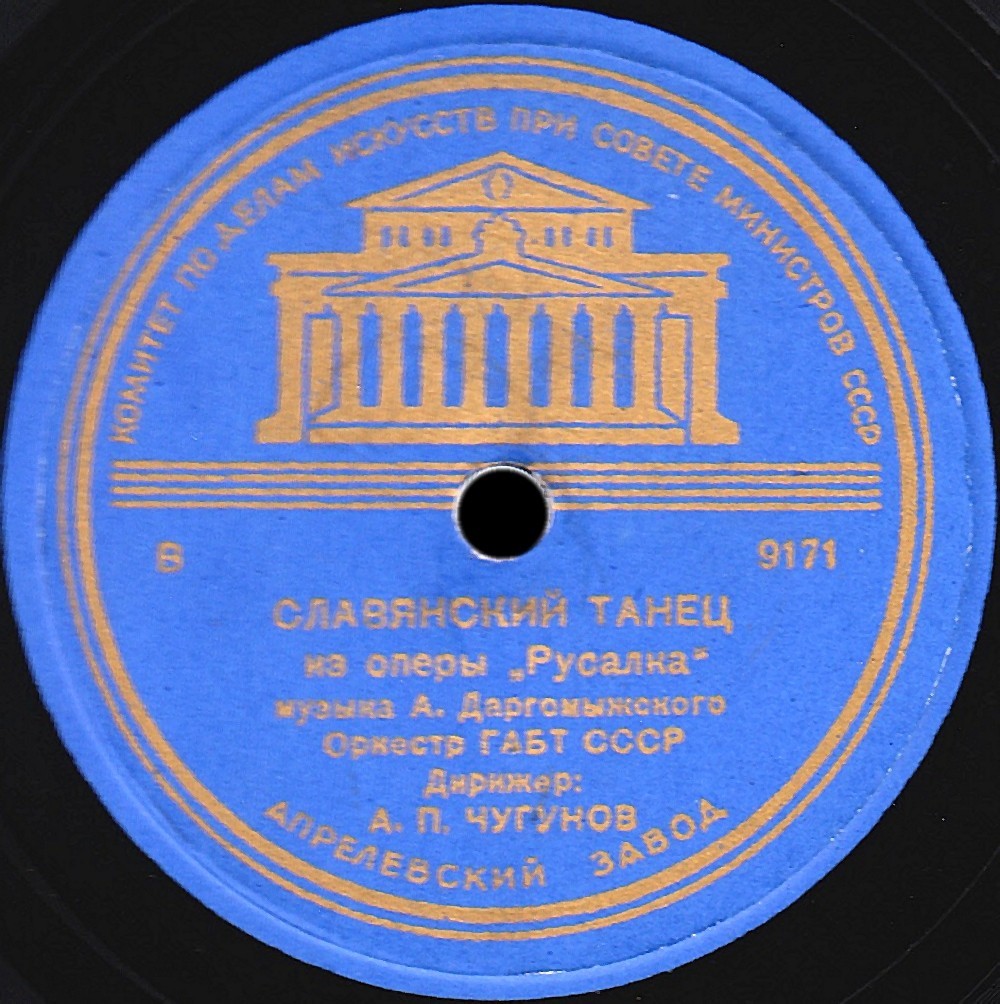 КОМИТЕТ ПО ДЕЛАМ ИСКУССТВ ПРИ СОВЕТЕ МИНИСТРОВ СССР
В 9171
СЛАВЯНСКИЙ ТАНЕЦ
из оперы „Русалка"
музыка А. Даргомыжского
Оркестр ГАБТ СССР
Дирижер:
А. П. ЧУГУНОВ
АПРЕЛЕВСКИЙ ЗАВОД